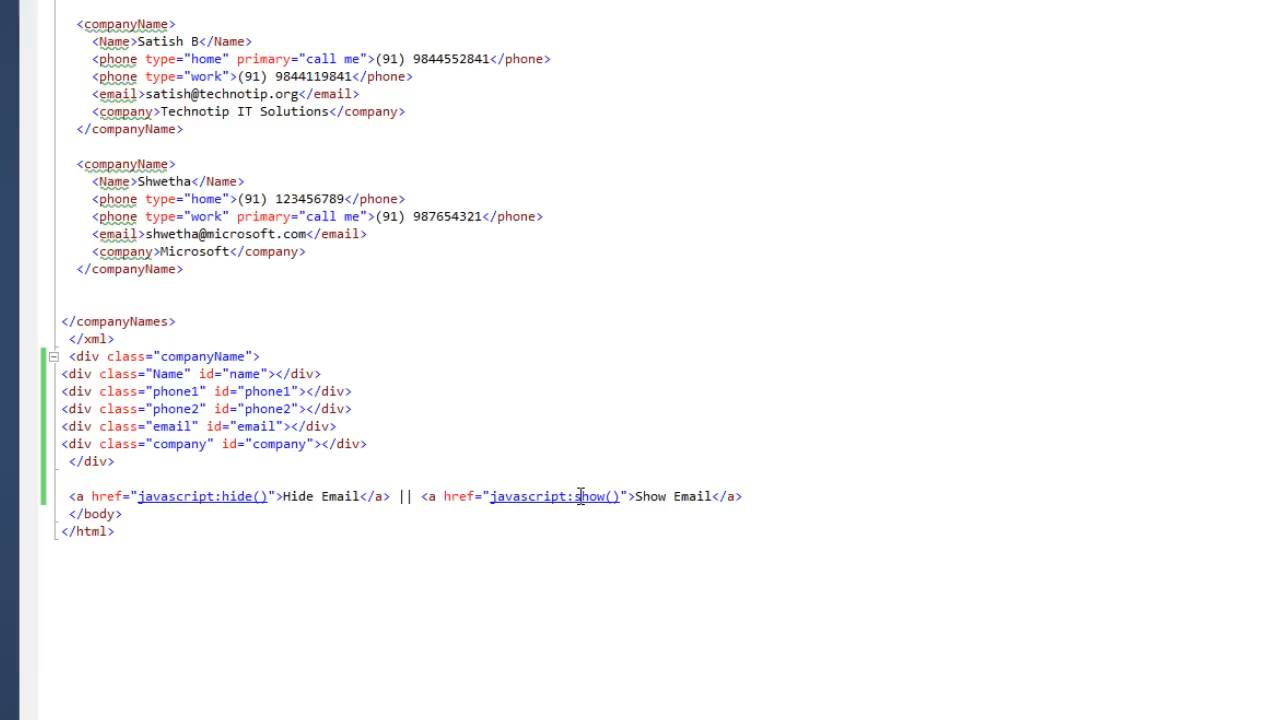 <companyName>
<Name>Satish B</Name>
<phone type="home" primary="call me">(91) 9844552841</phone>
<phone type="work">(91) 9844119841</phone>
<email>satish@technotip.org</email>
<company>Technotip IT Solutions</company>
</companyName>
<companyName>
<Name>Shwetha</Name>
<phone type="home">(91) 123456789</phone>
<phone type="work" primary="call me">(91) 987654321</phone>
<email>shwetha@microsoft.com</email>
<company>Microsoft</company>
</companyName>
</companyNames>
</xml>
<div class="companyName">
<div class="Name" id="name"></div>
<div class="phone1" id="phone1"></div>
<div class="phone2" id="phone2"></div>
<div class="email" id="email"></div>
<div class="company" id="company"></div>
</div>
<a href="javascript:hide()">Hide Email</a> || <a href="javascript:show()">Show Email</a>
</body>
</html>